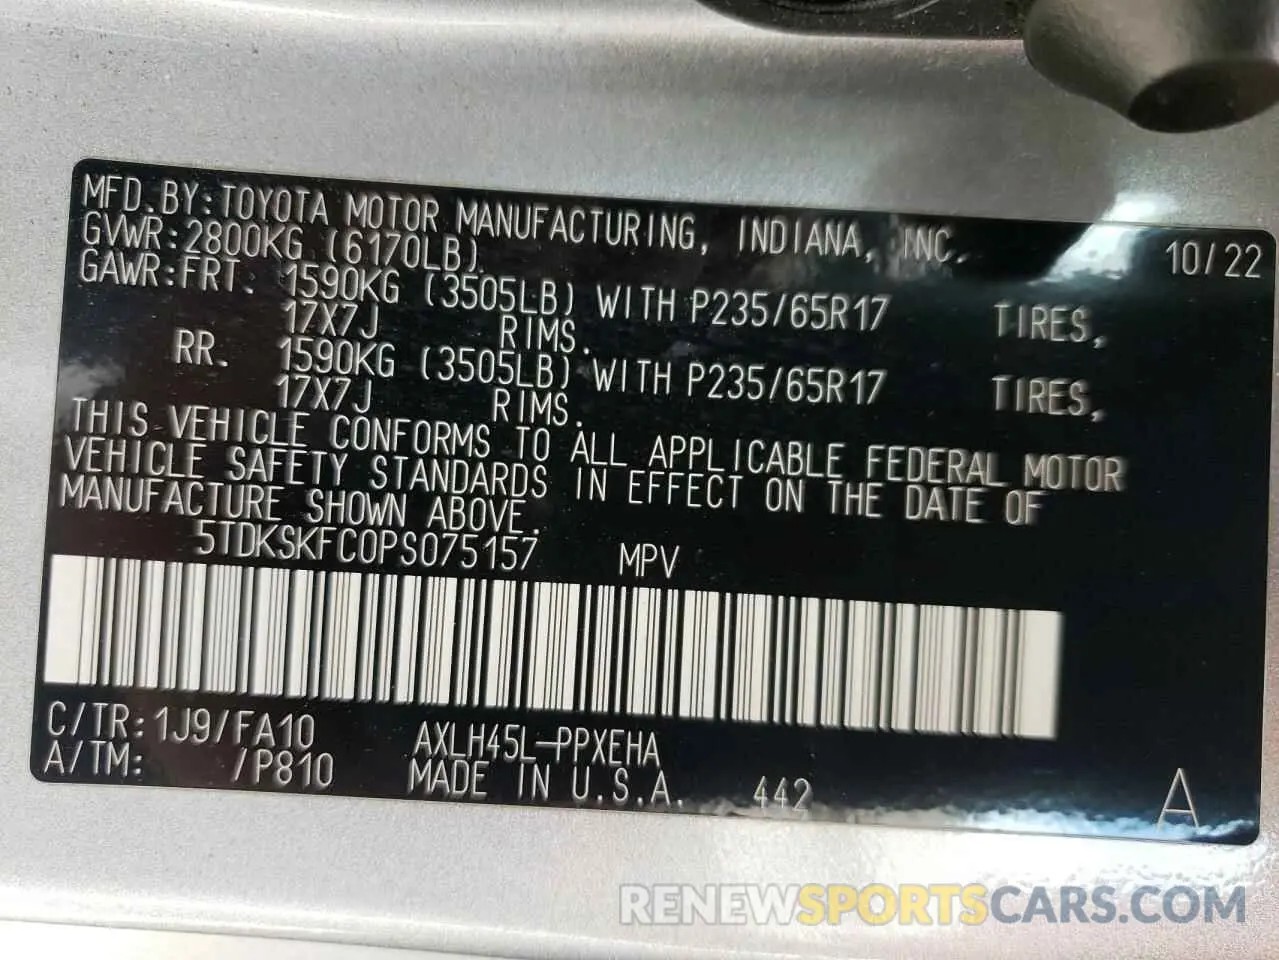 MFD.BY:TOYOTA MOTOR MANUFACTURING, INDIANA, INC. 10/22
GVWR:2800KG (6170LB)
GAWR:FRT. 1590KG (3505LB) WITH P235/65R17 TIRES,
17X7J RIMS.
RR. 1590KG (3505LB) WITH P235/65R17 TIRES,
17X7J RIMS.
THIS VEHICLE CONFORMS TO ALL APPLICABLE FEDERAL MOTOR
VEHICLE SAFETY STANDARDS IN EFFECT ON THE DATE OF
MANUFACTURE SHOWN ABOVE.
5TDKSKFC0PS075157 MPV
C/TR:1J9/FA10 AXLH45L-PPXEHA
A/TM: /P810 MADE IN U.S.A. 442 A
RENEWSPORTSCARS.COM